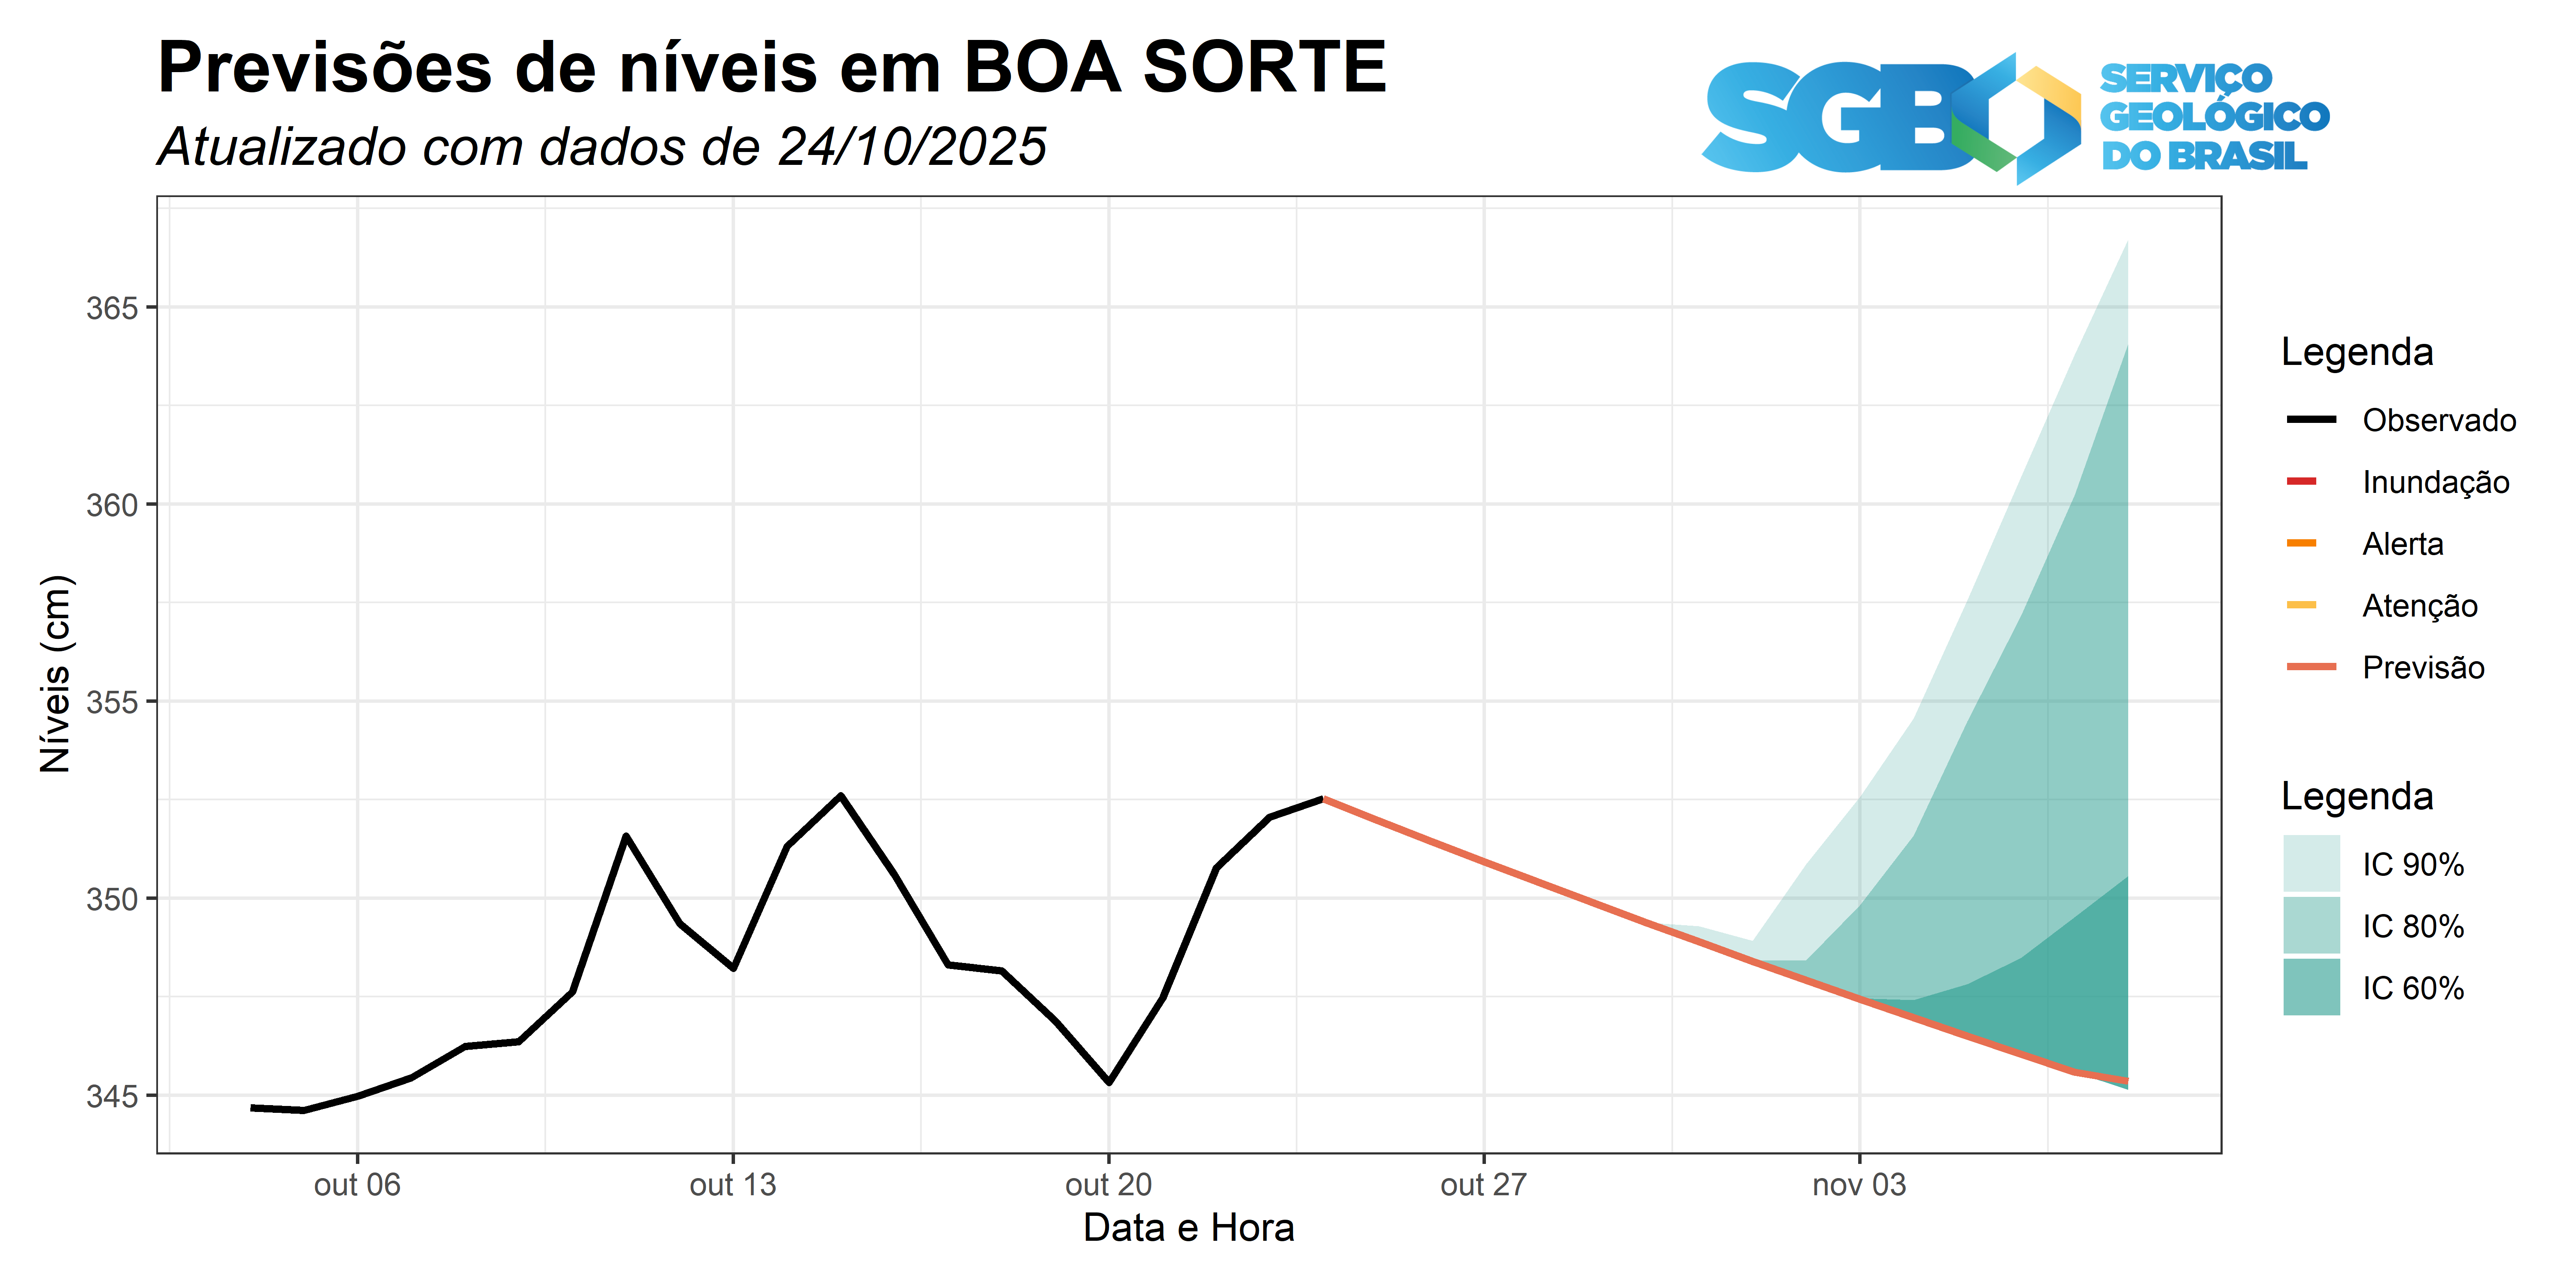 Previsões de níveis em BOA SORTE
Atualizado com dados de 24/10/2025
SGB
SERVIÇO
GEOLÓGICO
DO BRASIL
365
360
355
350
345
Níveis (cm)
out 06
out 13
out 20
out 27
nov 03
Data e Hora
Legenda
Observado
Inundação
Alerta
Atenção
Previsão
Legenda
IC 90%
IC 80%
IC 60%